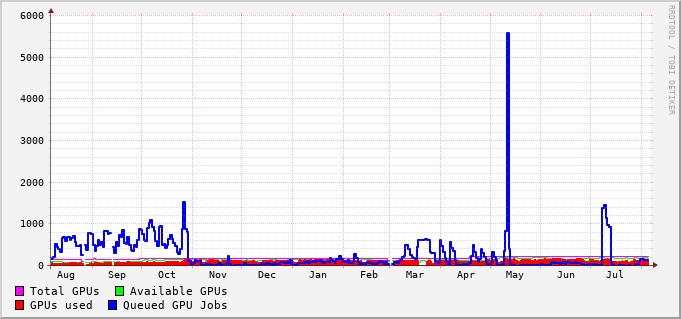 RRDTOOL / TOBI OETIKER
6000
5000
4000
3000
2000
1000
0
Aug Sep Oct Nov Dec Jan Feb Mar Apr May Jun Jul
Total GPUs Available GPUs
GPUs used Queued GPU Jobs